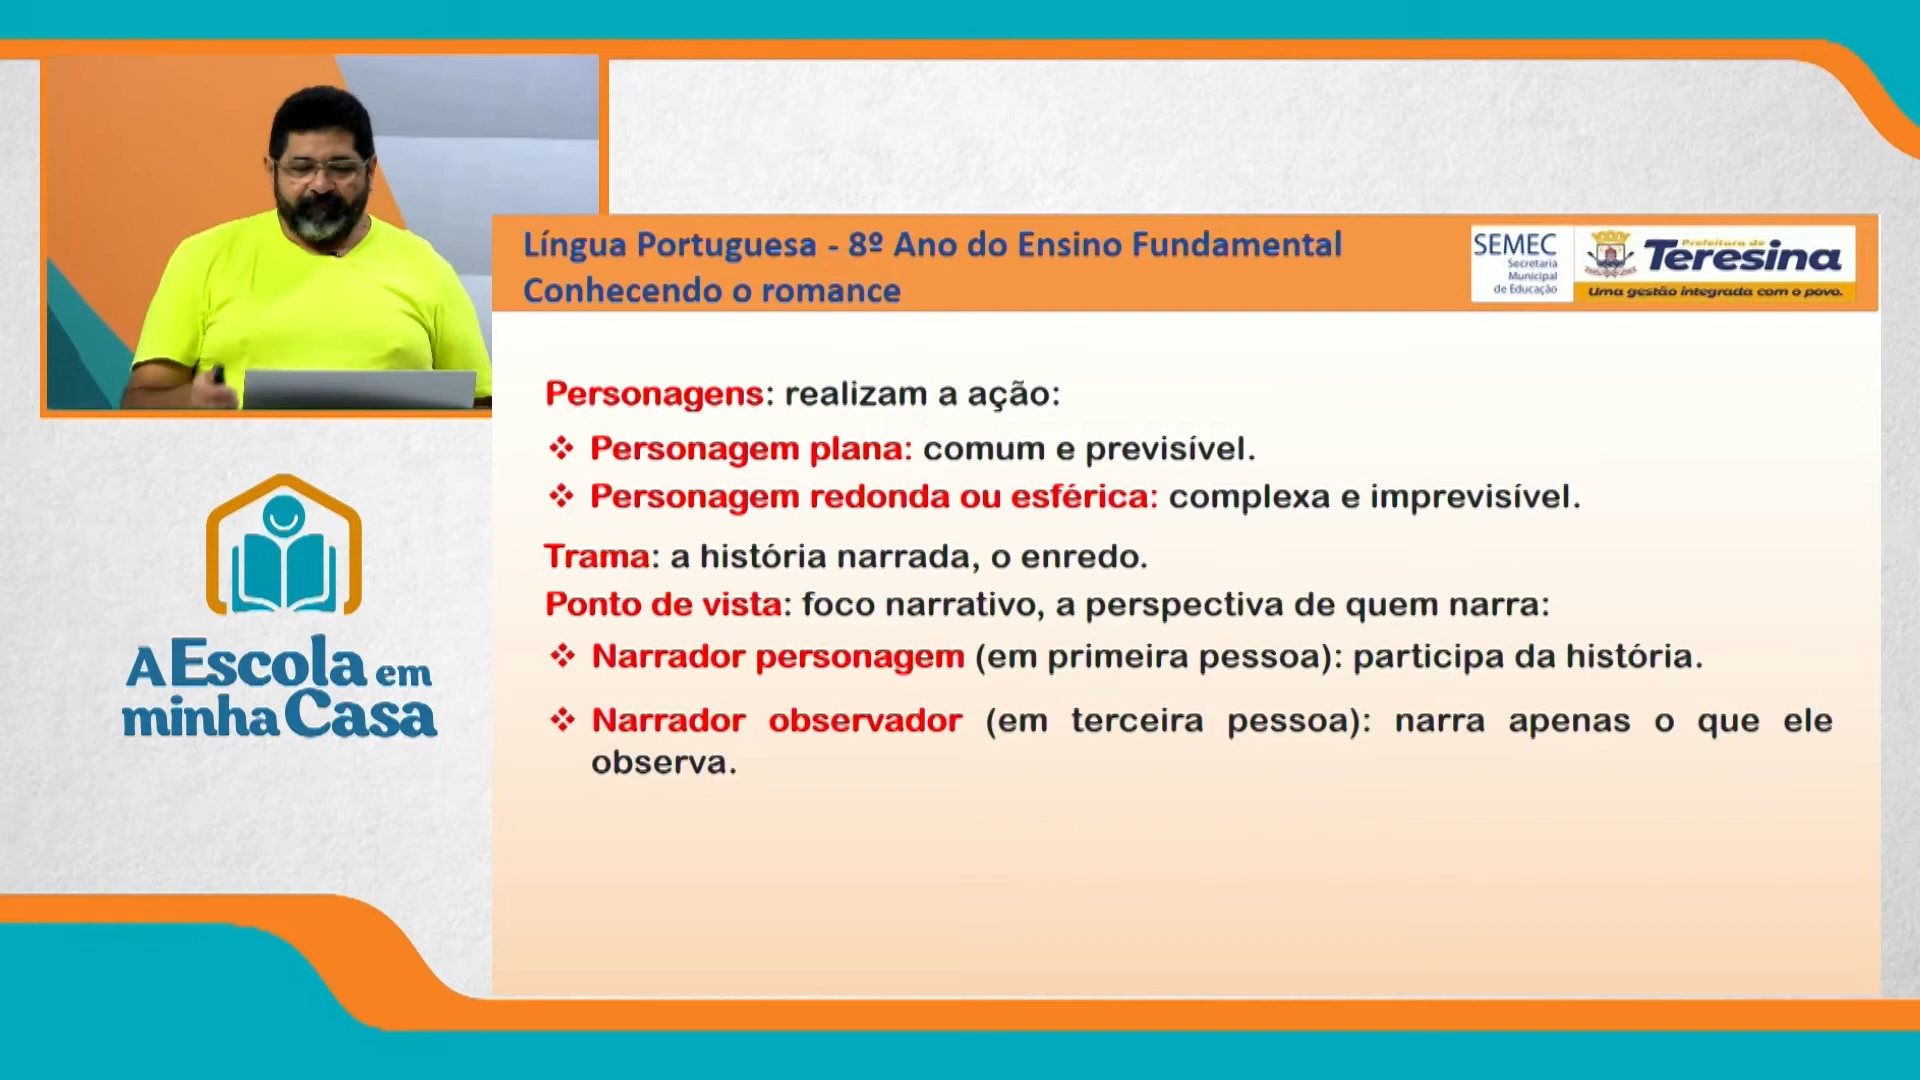 Língua Portuguesa - 8º Ano do Ensino Fundamental
Conhecendo o romance
SEMEC
Secretaria
Municipal
de Educação
Prefeitura de
Teresina
Uma gestão integrada com o povo.
Personagens: realizam a ação:
❖ Personagem plana: comum e previsível.
❖ Personagem redonda ou esférica: complexa e imprevisível.
Trama: a história narrada, o enredo.
Ponto de vista: foco narrativo, a perspectiva de quem narra:
❖ Narrador personagem (em primeira pessoa): participa da história.
❖ Narrador observador (em terceira pessoa): narra apenas o que ele
observa.
A Escola em
minha Casa